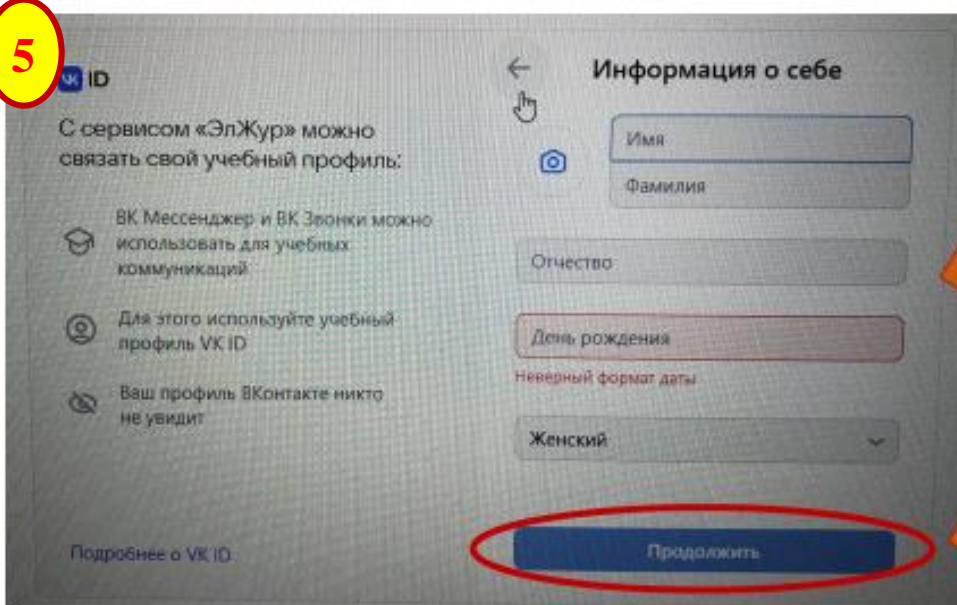 5
VK ID
С сервисом «ЭлЖур» можно
связать свой учебный профиль:
ВК Мессенджер и ВК Звонки можно
использовать для учебных
коммуникаций
Для этого используйте учебный
профиль VK ID
Ваш профиль ВКонтакте никто
не увидит
Подробнее о VK ID
Информация о себе
Имя
Фамилия
Отчество
День рождения
Неверный формат даты
Женский
Продолжить